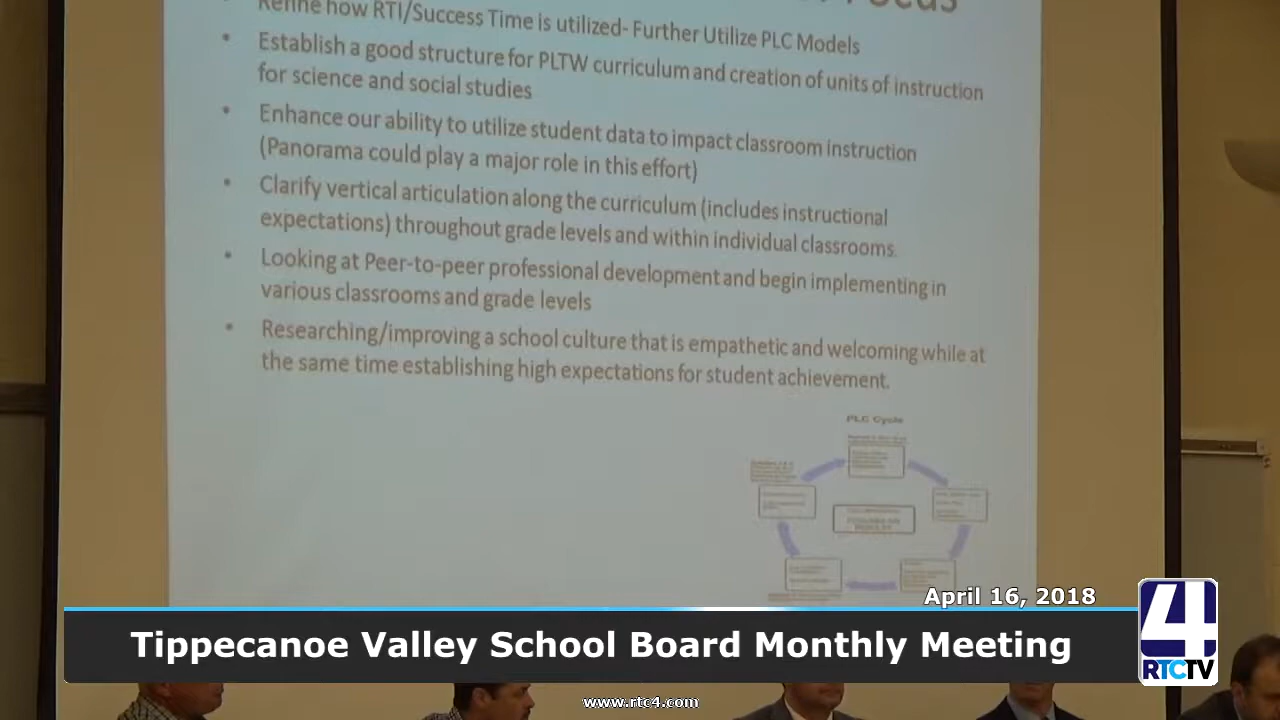 Focus
Refine how RTI/Success Time is utilized- Further Utilize PLC Models
• Establish a good structure for PLTW curriculum and creation of units of instruction
for science and social studies
• Enhance our ability to utilize student data to impact classroom instruction
(Panorama could play a major role in this effort)
• Clarify vertical articulation along the curriculum (includes instructional
expectations) throughout grade levels and within individual classrooms.
• Looking at Peer-to-peer professional development and begin implementing in
various classrooms and grade levels
• Researching/improving a school culture that is empathetic and welcoming while at
the same time establishing high expectations for student achievement.
PLC Cycle
April 16, 2018
Tippecanoe Valley School Board Monthly Meeting
4
RTCTV
www.rtc4.com